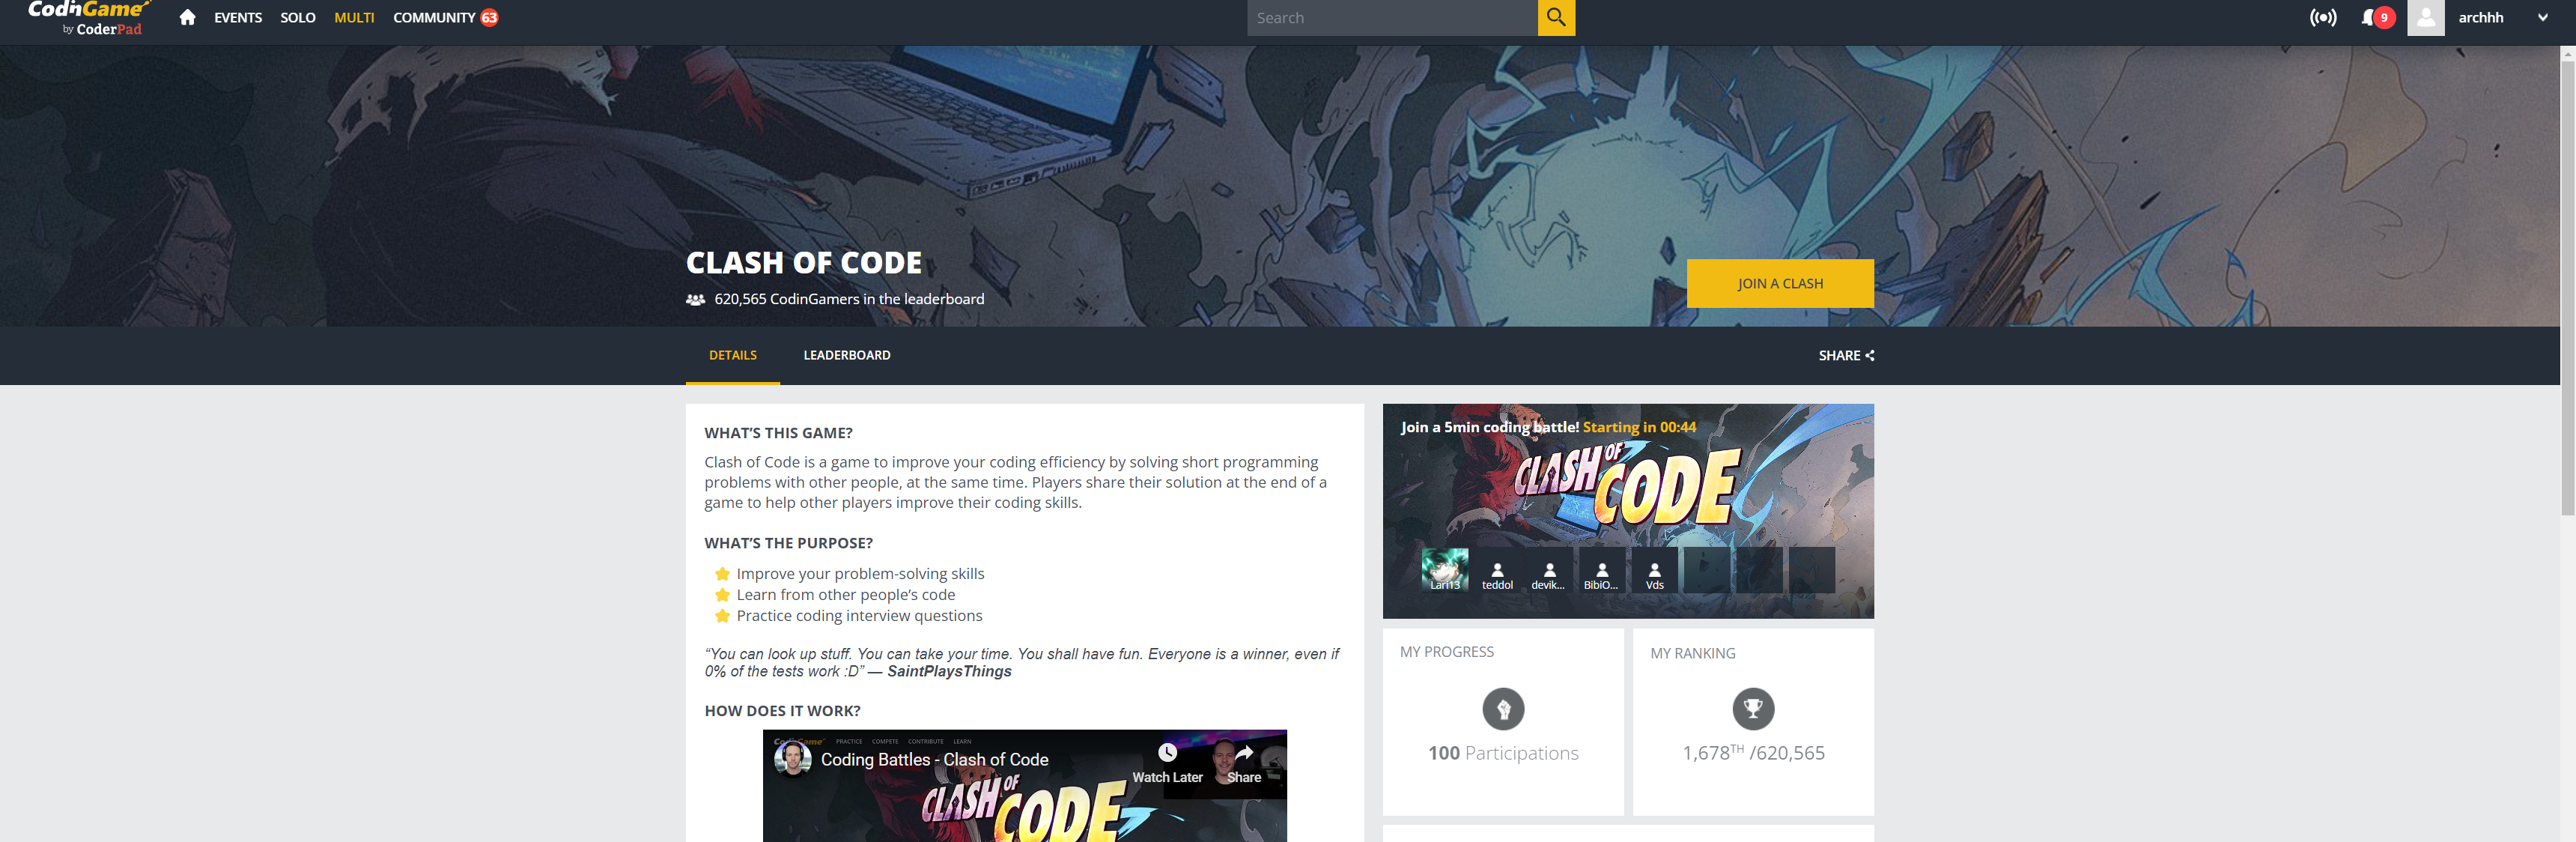 CodinGame
by CoderPad
EVENTS SOLO MULTI COMMUNITY 63
Search
9
archhh
CLASH OF CODE
620,565 CodinGamers in the leaderboard
JOIN A CLASH
DETAILS LEADERBOARD
SHARE
WHAT'S THIS GAME?
Clash of Code is a game to improve your coding efficiency by solving short programming
problems with other people, at the same time. Players share their solution at the end of a
game to help other players improve their coding skills.
WHAT'S THE PURPOSE?
Improve your problem-solving skills
Learn from other people's code
Practice coding interview questions
“You can look up stuff. You can take your time. You shall have fun. Everyone is a winner, even if
0% of the tests work :D” — SaintPlaysThings
HOW DOES IT WORK?
CodinGame PRACTICE COMPETE CONTRIBUTE LEARN
Coding Battles - Clash of Code
Watch Later Share
CLASH OF CODE
Join a 5min coding battle! Starting in 00:44
CLASH OF CODE
Lari13 teddol devik... BibiO... Vds
MY PROGRESS
100 Participations
MY RANKING
1,678TH /620,565